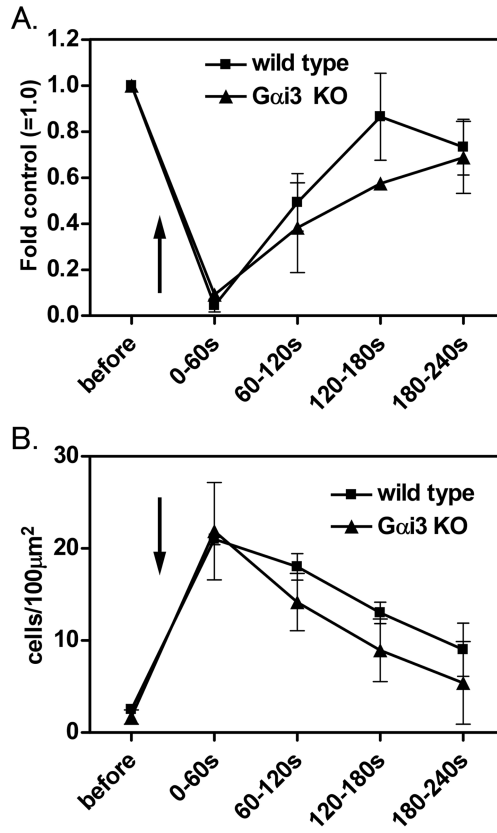 A.
Fold control (=1.0)
1.2
1.0
0.8
0.6
0.4
0.2
0.0
wild type
Gαi3 KO
before
0-60s
60-120s
120-180s
180-240s
B.
cells/100µm²
30
20
10
0
wild type
Gαi3 KO
before
0-60s
60-120s
120-180s
180-240s